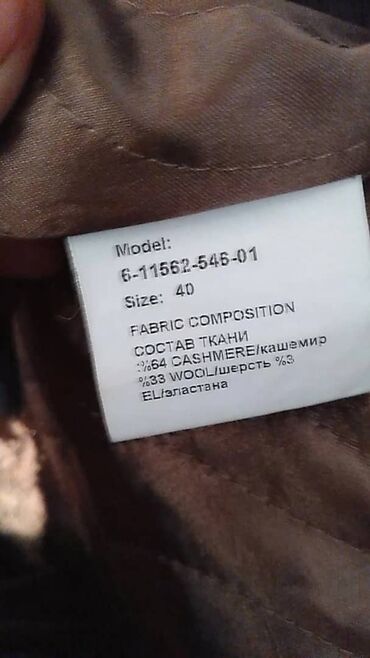 Model:
6-11562-546-01
Size: 40
FABRIC COMPOSITION
СОСТАВ ТКАНИ
:%64 CASHMERE/кашемир
%33 WOOL/шерсть %3
EL/эластана